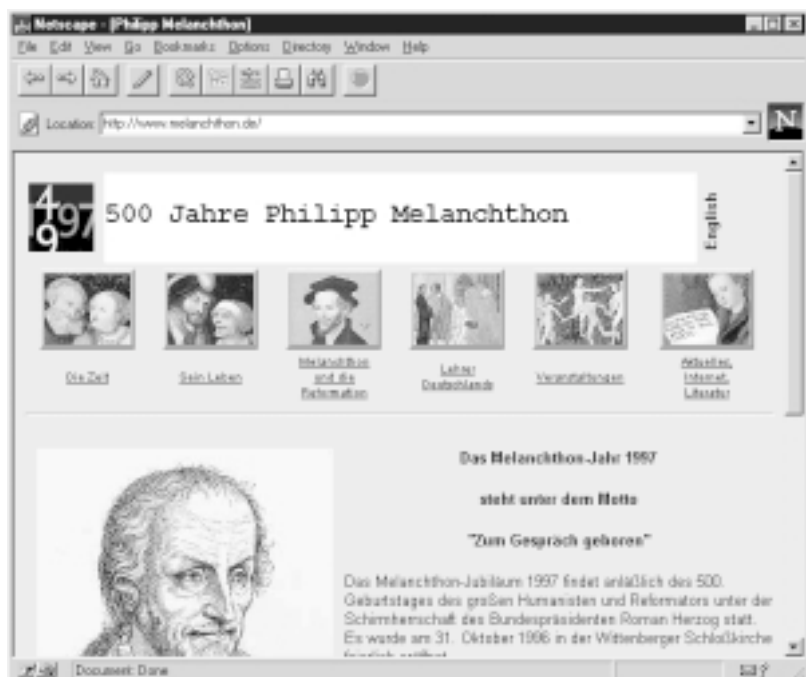 Netscape - [Philipp Melanchthon]
File Edit View Go Bookmarks Options Directory Window Help
Location: http://www.melanchthon.de/
N
497
9
500 Jahre Philipp Melanchthon
English
Die Zeit
Sein Leben
Melanchthon
und die
Reformation
Lehrer
Deutschlands
Veranstaltungen
Aktuelles,
Internet,
Literatur
Das Melanchthon-Jahr 1997
steht unter dem Motto
"Zum Gespräch geboren"
Das Melanchthon-Jubiläum 1997 findet anläßlich des 500.
Geburtstages des großen Humanisten und Reformators unter der
Schirmherrschaft des Bundespräsidenten Roman Herzog statt.
Es wurde am 31. Oktober 1996 in der Wittenberger Schloßkirche
Document: Done